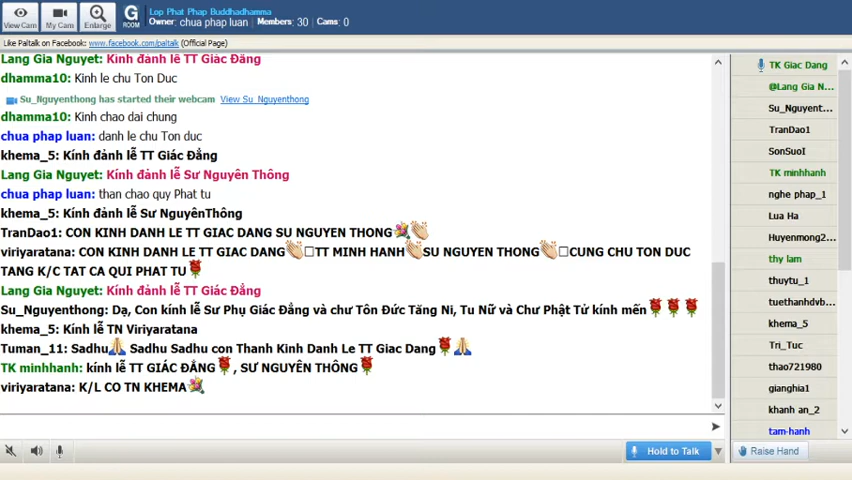 View Cam
My Cam
Enlarge
G
ROOM
Lop Phat Phap Buddhadhamma
Owner: chua phap luan Members: 30 Cams: 0
Like Paltalk on Facebook: www.facebook.com/paltalk (Official Page)
Lang Gia Nguyet: Kính đảnh lễ TT Giác Đẳng
dhamma10: Kinh le chu Ton Duc
Su_Nguyenthong has started their webcam View Su_Nguyenthong
dhamma10: Kinh chao dai chung
chua phap luan: danh le chu Ton duc
khema_5: Kính đảnh lễ TT Giác Đẳng
Lang Gia Nguyet: Kính đảnh lễ Sư Nguyên Thông
chua phap luan: than chao quy Phat tu
khema_5: Kính đảnh lễ Sư NguyênThông
TranDao1: CON KINH DANH LE TT GIAC DANG SU NGUYEN THONG
viriyaratana: CON KINH DANH LE TT GIAC DANG TT MINH HANH SU NGUYEN THONG CUNG CHU TON DUC
TANG K/C TAT CA QUI PHAT TU
Lang Gia Nguyet: Kính đảnh lễ TT Giác Đẳng
Su_Nguyenthong: Dạ, Con kính lễ Sư Phụ Giác Đẳng và chư Tôn Đức Tăng Ni, Tu Nữ và Chư Phật Tử kính mến
khema_5: Kính lễ TN Viriyaratana
Tuman_11: Sadhu Sadhu Sadhu con Thanh Kinh Danh Le TT Giac Dang
TK minhhanh: kính lễ TT GIÁC ĐẲNG, SƯ NGUYÊN THÔNG
viriyaratana: K/L CO TN KHEMA
TK Giac Dang
@Lang Gia N...
Su_Nguyent...
TranDao1
SonSuoI
TK minhhanh
nghe phap_1
Lua Ha
Huyenmong2...
thy lam
thuytu_1
tuethanhdvb...
khema_5
Tri_Tuc
thao721980
gianghia1
khanh an_2
tam-hanh
Hold to Talk
Raise Hand